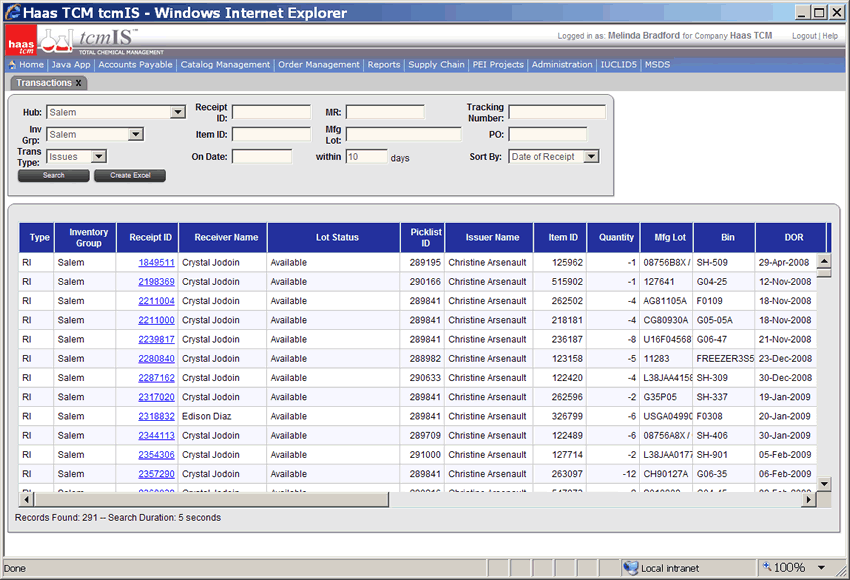 Haas TCM tcmIS - Windows Internet Explorer
haas tcm tcmIS™ TOTAL CHEMICAL MANAGEMENT
Logged in as: Melinda Bradford for Company Haas TCM Logout | Help
Home | Java App | Accounts Payable | Catalog Management | Order Management | Reports | Supply Chain | PEI Projects | Administration | IUCLID5 | MSDS
Transactions X
Hub: Salem Receipt ID: MR: Tracking Number:
Inv Grp: Salem Item ID: Mfg Lot: PO:
Trans Type: Issues On Date: within 10 days Sort By: Date of Receipt
Search Create Excel
Type Inventory Group Receipt ID Receiver Name Lot Status Picklist ID Issuer Name Item ID Quantity Mfg Lot Bin DOR
RI Salem 1849511 Crystal Jodoin Available 289195 Christine Arsenault 125962 -1 08756B8X / SH-509 29-Apr-2008
RI Salem 2198369 Crystal Jodoin Available 290166 Christine Arsenault 515902 -1 127641 G04-25 12-Nov-2008
RI Salem 2211004 Crystal Jodoin Available 289841 Christine Arsenault 262502 -4 AG81105A F0109 18-Nov-2008
RI Salem 2211000 Crystal Jodoin Available 289841 Christine Arsenault 218181 -4 CG80930A G05-05A 18-Nov-2008
RI Salem 2239817 Crystal Jodoin Available 289841 Christine Arsenault 236187 -8 U16F04568 G06-47 21-Nov-2008
RI Salem 2280840 Crystal Jodoin Available 288982 Christine Arsenault 123158 -5 11283 FREEZER3S5 23-Dec-2008
RI Salem 2287162 Crystal Jodoin Available 290633 Christine Arsenault 122420 -4 L38JAA4158 SH-309 30-Dec-2008
RI Salem 2317020 Crystal Jodoin Available 289841 Christine Arsenault 262596 -2 G35P05 SH-337 19-Jan-2009
RI Salem 2318832 Edison Diaz Available 289841 Christine Arsenault 326799 -6 USGA04990 F0308 20-Jan-2009
RI Salem 2344113 Crystal Jodoin Available 289709 Christine Arsenault 122489 -6 08756A8X / SH-406 30-Jan-2009
RI Salem 2354306 Crystal Jodoin Available 291000 Christine Arsenault 127714 -2 L38JAA0177 SH-901 05-Feb-2009
RI Salem 2357290 Crystal Jodoin Available 289841 Christine Arsenault 263097 -12 CH90127A G06-35 06-Feb-2009
RI Salem Crystal Jodoin Available Christine Arsenault
Records Found: 291 -- Search Duration: 5 seconds
Done Local intranet 100%